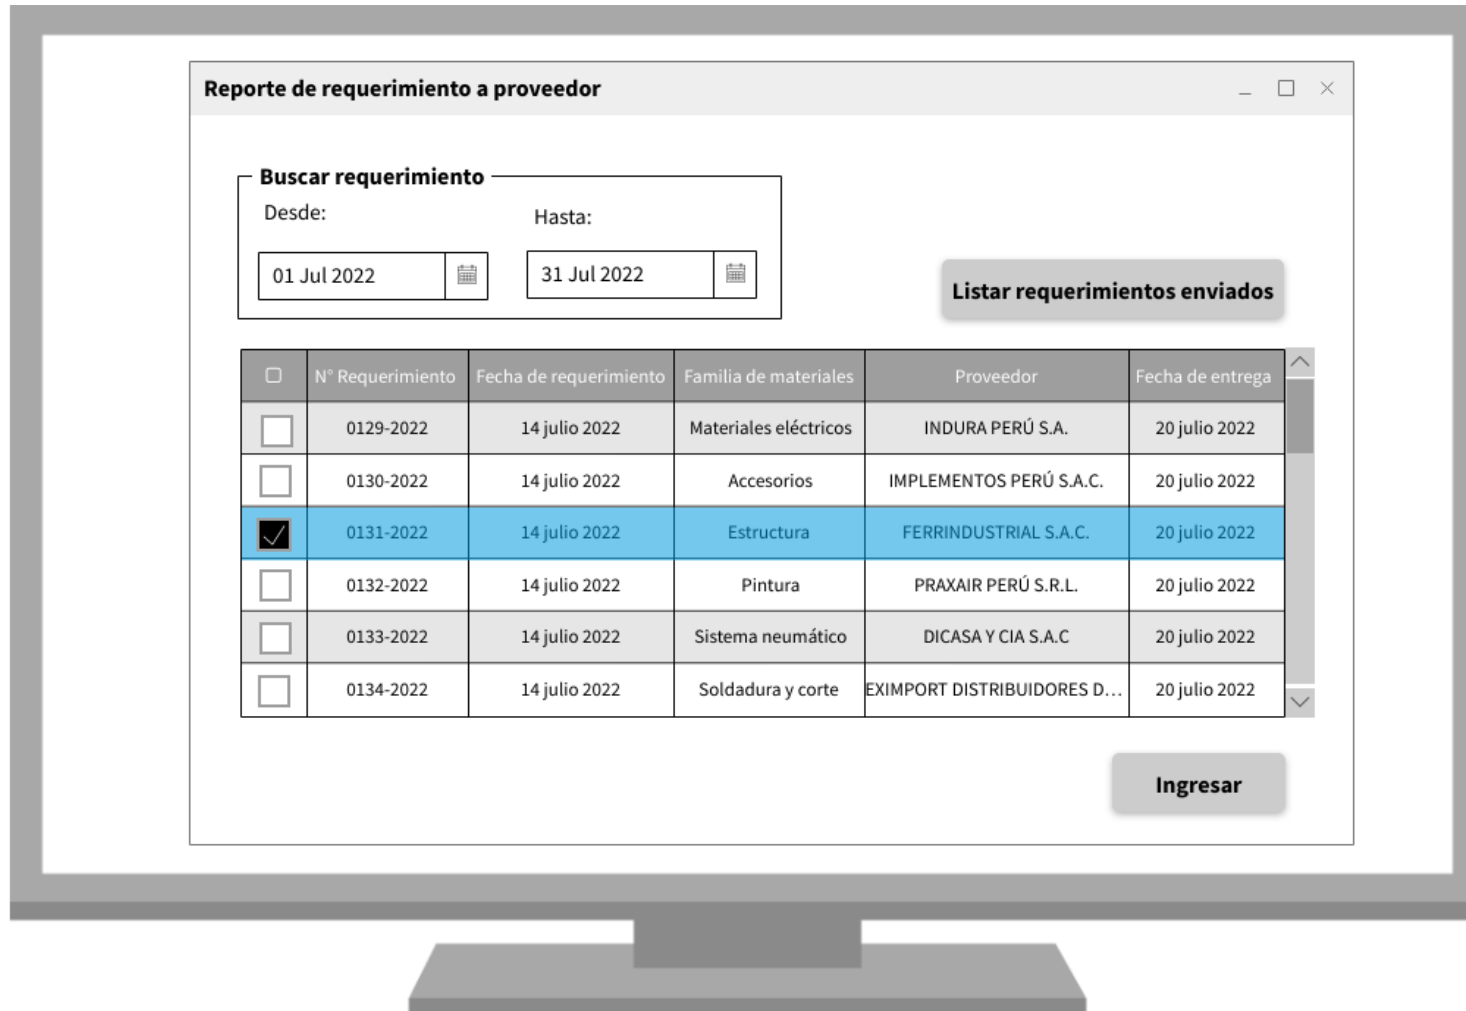 Reporte de requerimiento a proveedor
Buscar requerimiento
Desde: Hasta:
01 Jul 2022 31 Jul 2022
Listar requerimientos enviados
N° Requerimiento Fecha de requerimiento Familia de materiales Proveedor Fecha de entrega
0129-2022 14 julio 2022 Materiales eléctricos INDURA PERÚ S.A. 20 julio 2022
0130-2022 14 julio 2022 Accesorios IMPLEMENTOS PERÚ S.A.C. 20 julio 2022
0131-2022 14 julio 2022 Estructura FERRINDUSTRIAL S.A.C. 20 julio 2022
0132-2022 14 julio 2022 Pintura PRAXAIR PERÚ S.R.L. 20 julio 2022
0133-2022 14 julio 2022 Sistema neumático DICASA Y CIA S.A.C 20 julio 2022
0134-2022 14 julio 2022 Soldadura y corte EXIMPORT DISTRIBUIDORES D... 20 julio 2022
Ingresar